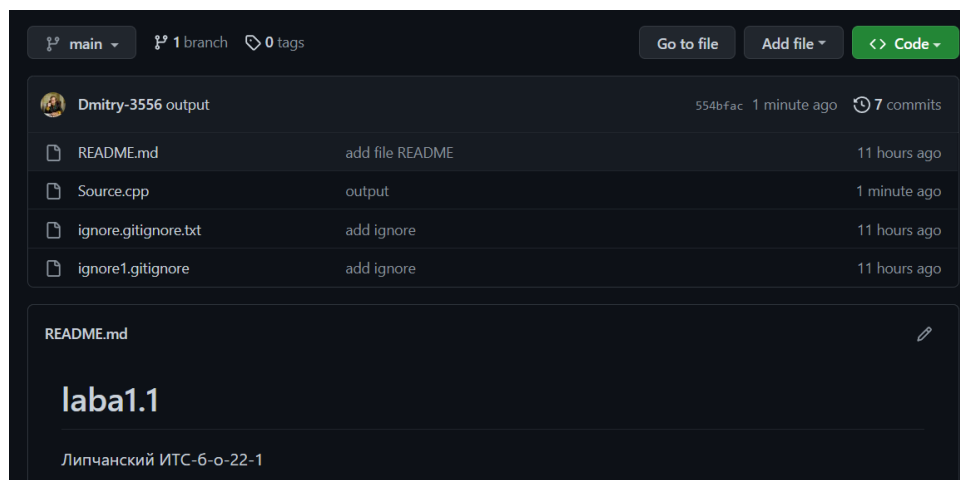 main 1 branch 0 tags Go to file Add file Code
Dmitry-3556 output 554bfac 1 minute ago 7 commits
README.md add file README 11 hours ago
Source.cpp output 1 minute ago
ignore.gitignore.txt add ignore 11 hours ago
ignore1.gitignore add ignore 11 hours ago
README.md
laba1.1
Липчанский ИТС-б-о-22-1